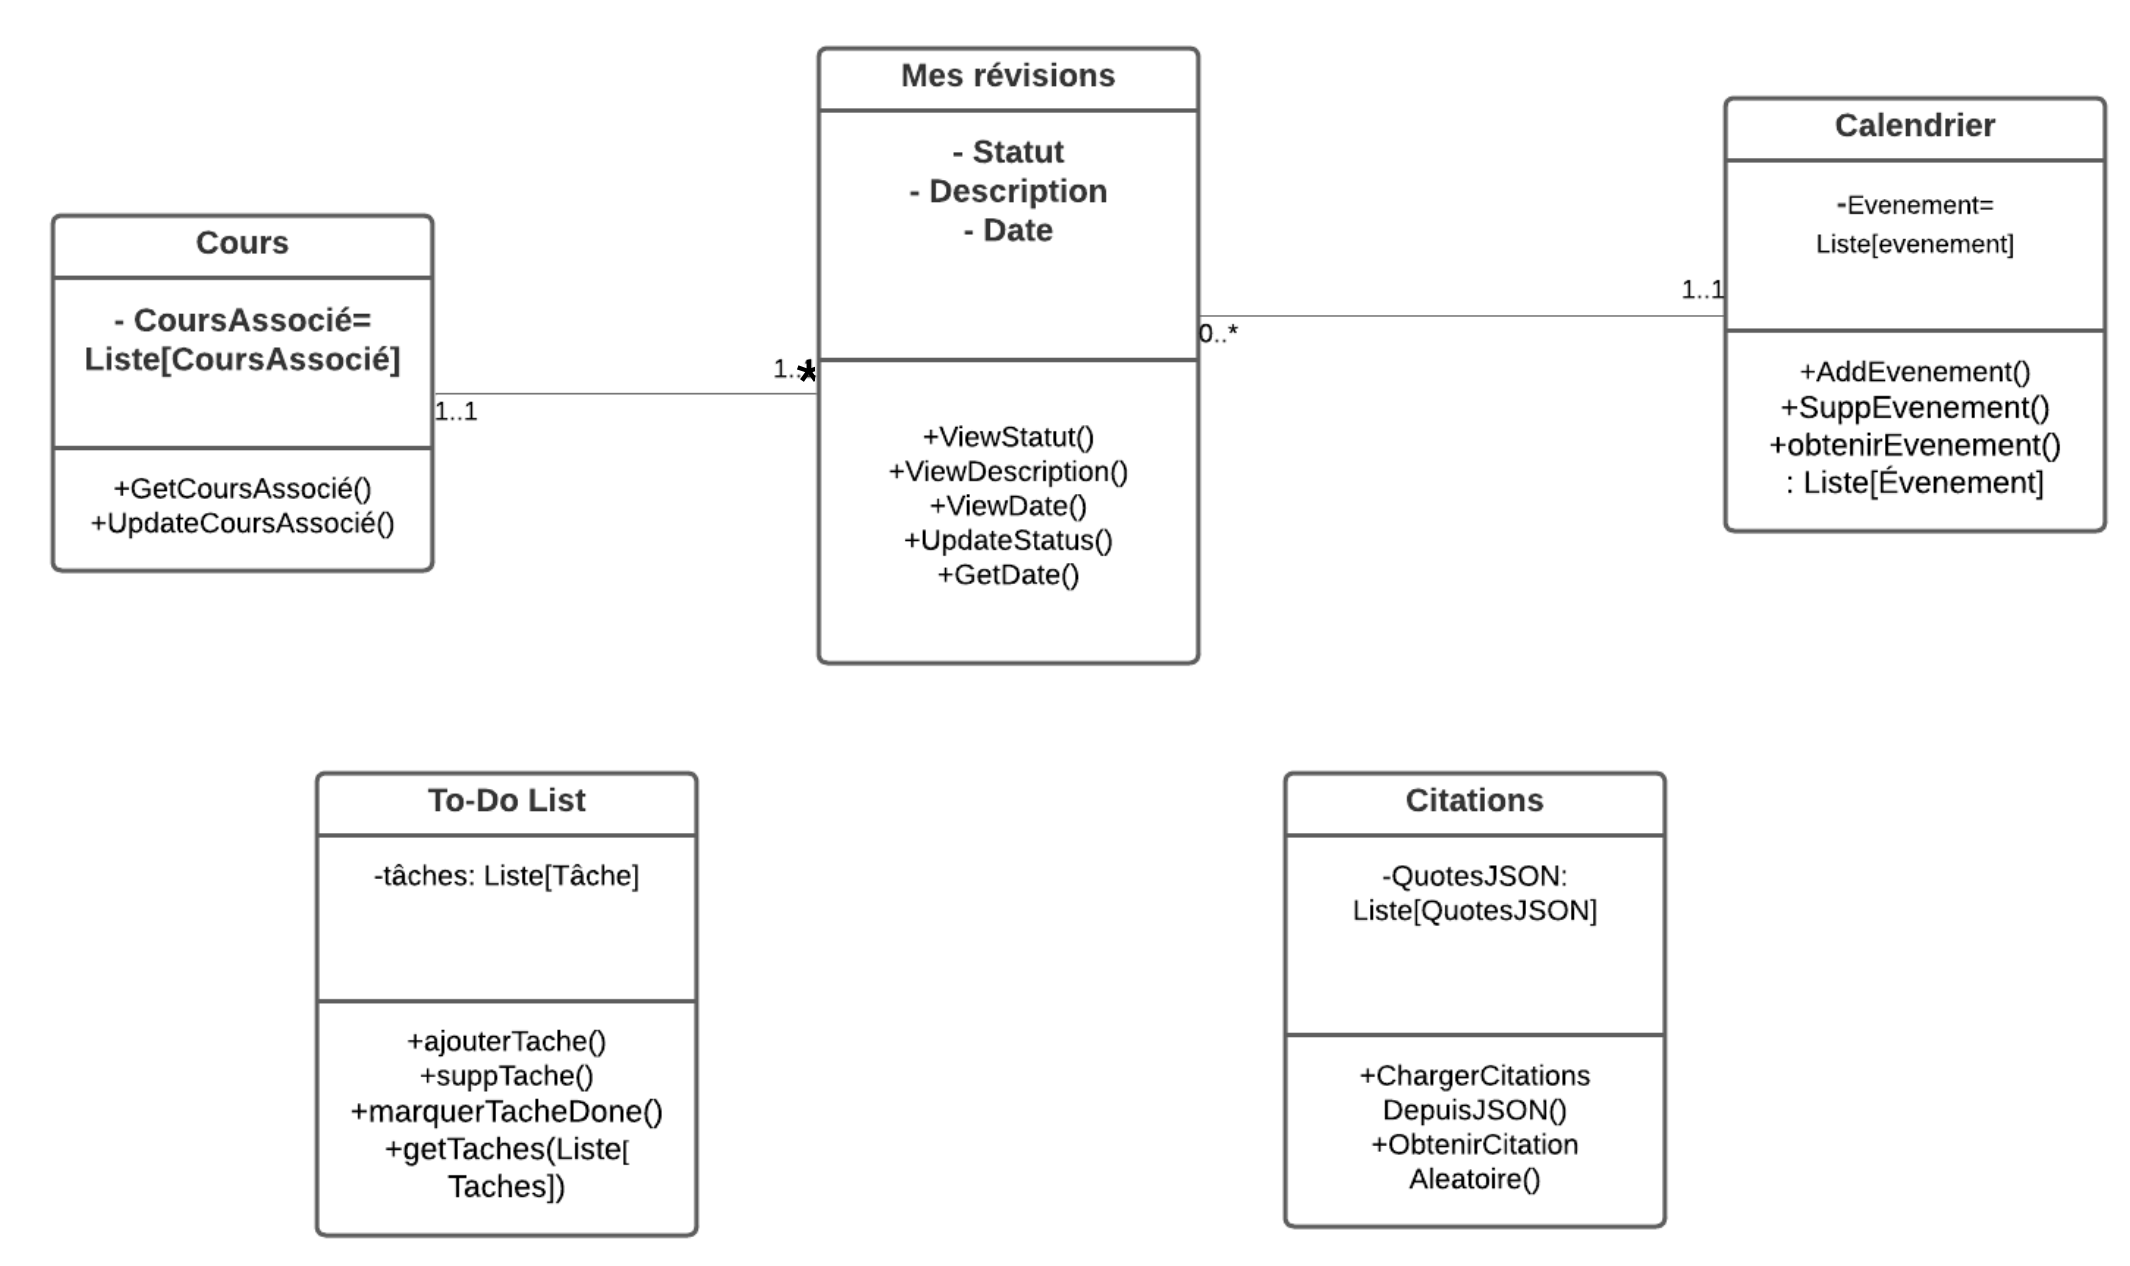 Mes révisions
- Statut
- Description
- Date
+ViewStatut()
+ViewDescription()
+ViewDate()
+UpdateStatus()
+GetDate()
Calendrier
-Evenement=
Liste[evenement]
+AddEvenement()
+SuppEvenement()
+obtenirEvenement()
: Liste[Évenement]
Cours
- CoursAssocié=
Liste[CoursAssocié]
+GetCoursAssocié()
+UpdateCoursAssocié()
1..1
1..*
0..*
1..1
To-Do List
-tâches: Liste[Tâche]
+ajouterTache()
+suppTache()
+marquerTacheDone()
+getTaches(Liste[
Taches])
Citations
-QuotesJSON:
Liste[QuotesJSON]
+ChargerCitations
DepuisJSON()
+ObtenirCitation
Aleatoire()